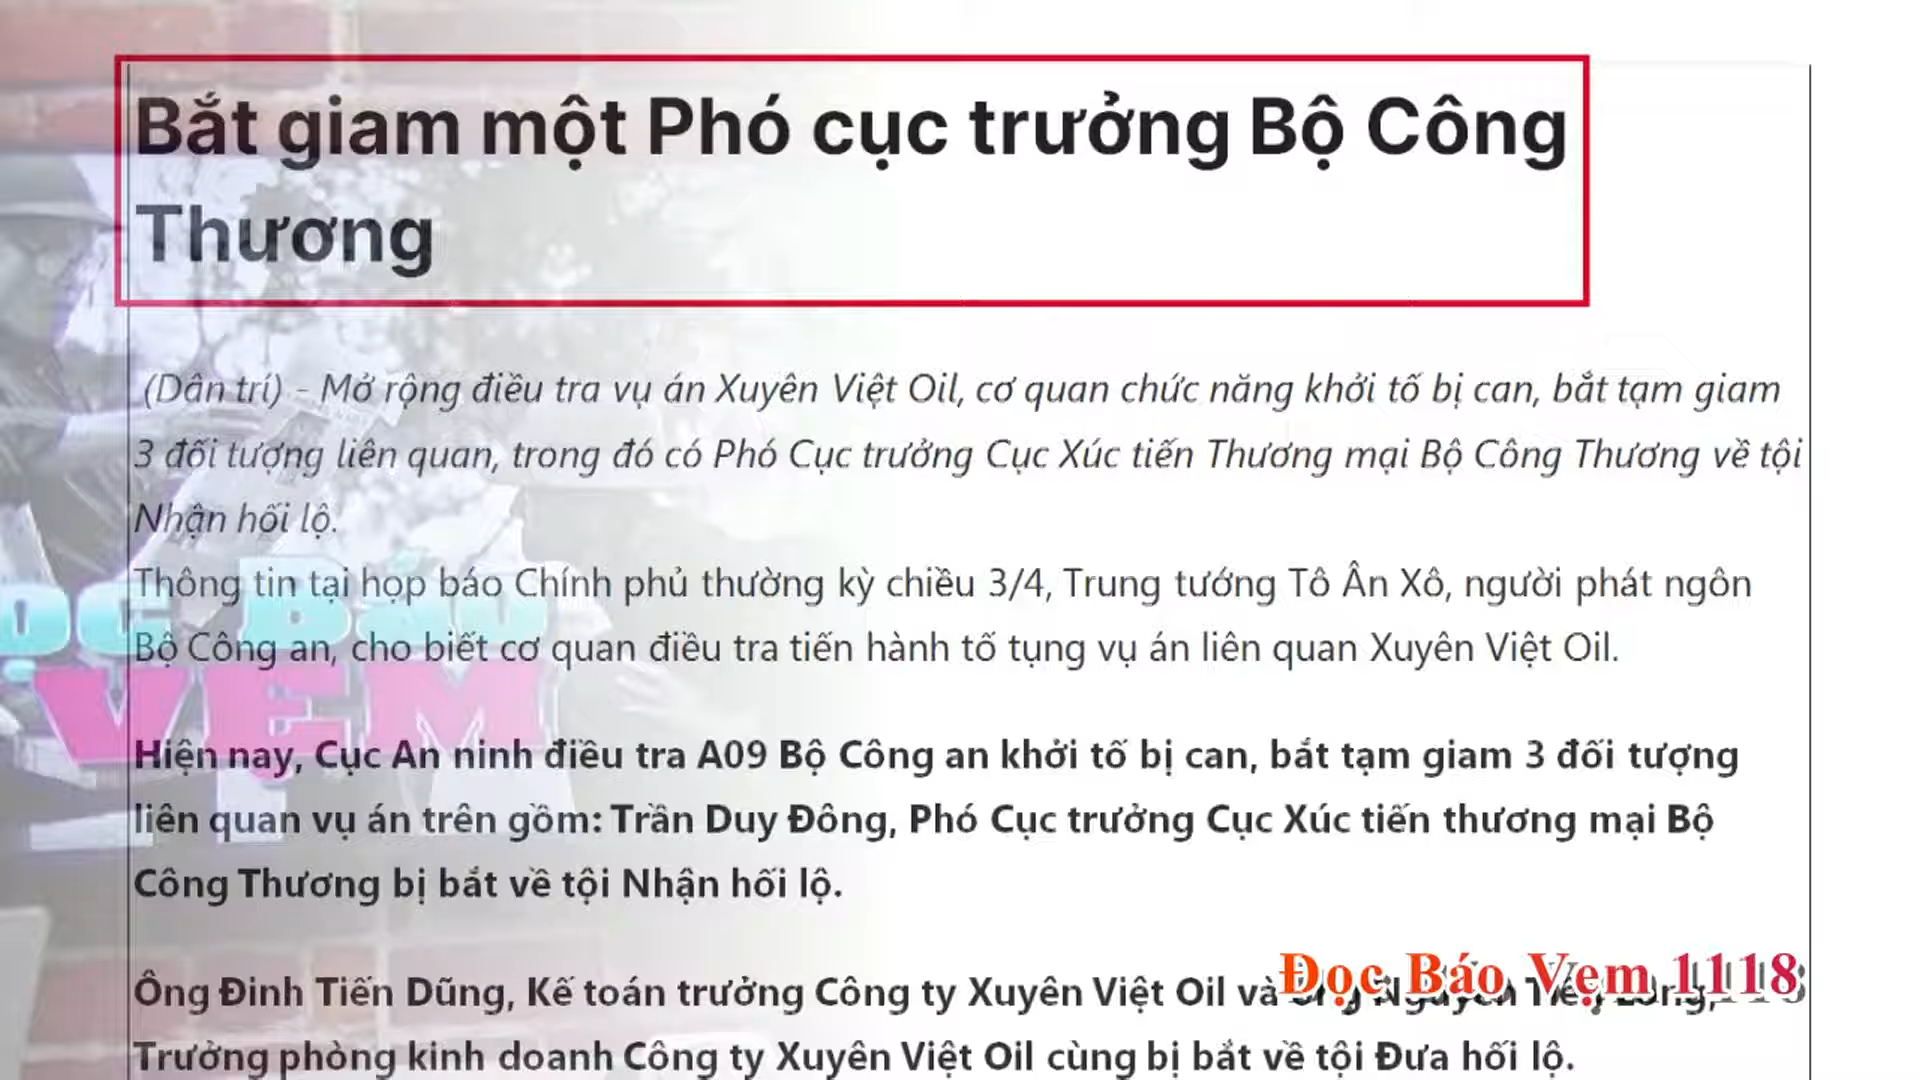 Bắt giam một Phó cục trưởng Bộ Công
Thương
(Dân trí) - Mở rộng điều tra vụ án Xuyên Việt Oil, cơ quan chức năng khởi tố bị can, bắt tạm giam
3 đối tượng liên quan, trong đó có Phó Cục trưởng Cục Xúc tiến Thương mại Bộ Công Thương về tội
Nhận hối lộ.
Thông tin tại họp báo Chính phủ thường kỳ chiều 3/4, Trung tướng Tô Ân Xô, người phát ngôn
Bộ Công an, cho biết cơ quan điều tra tiến hành tố tụng vụ án liên quan Xuyên Việt Oil.
ọc Báo
VẸM
Hiện nay, Cục An ninh điều tra A09 Bộ Công an khởi tố bị can, bắt tạm giam 3 đối tượng
liên quan vụ án trên gồm: Trần Duy Đông, Phó Cục trưởng Cục Xúc tiến thương mại Bộ
Công Thương bị bắt về tội Nhận hối lộ.
Ông Đinh Tiến Dũng, Kế toán trưởng Công ty Xuyên Việt Oil và
Đọc Báo Vẹm 1118
Trưởng phòng kinh doanh Công ty Xuyên Việt Oil cùng bị bắt về tội Đưa hối lộ.